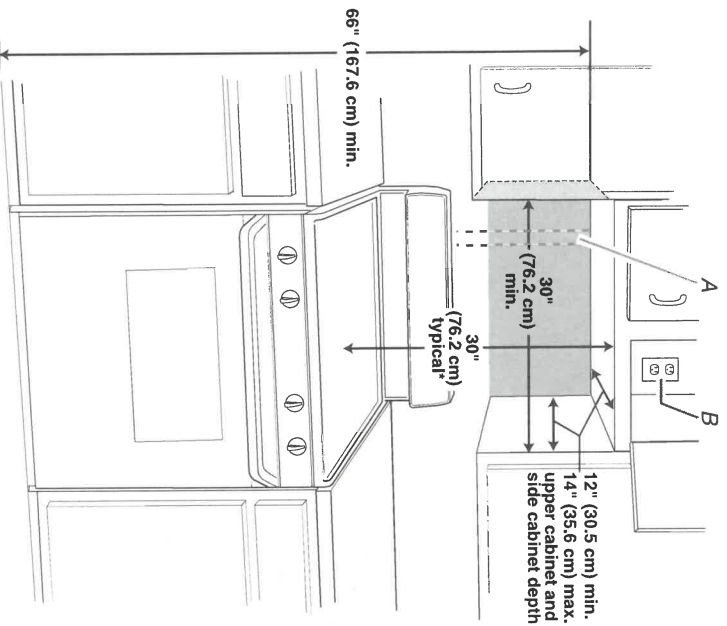 A
B
12" (30.5 cm) min.
14" (35.6 cm) max.
upper cabinet and
side cabinet depth
30"
(76.2 cm)
min.
30"
(76.2 cm)
typical*
66" (167.6 cm) min.